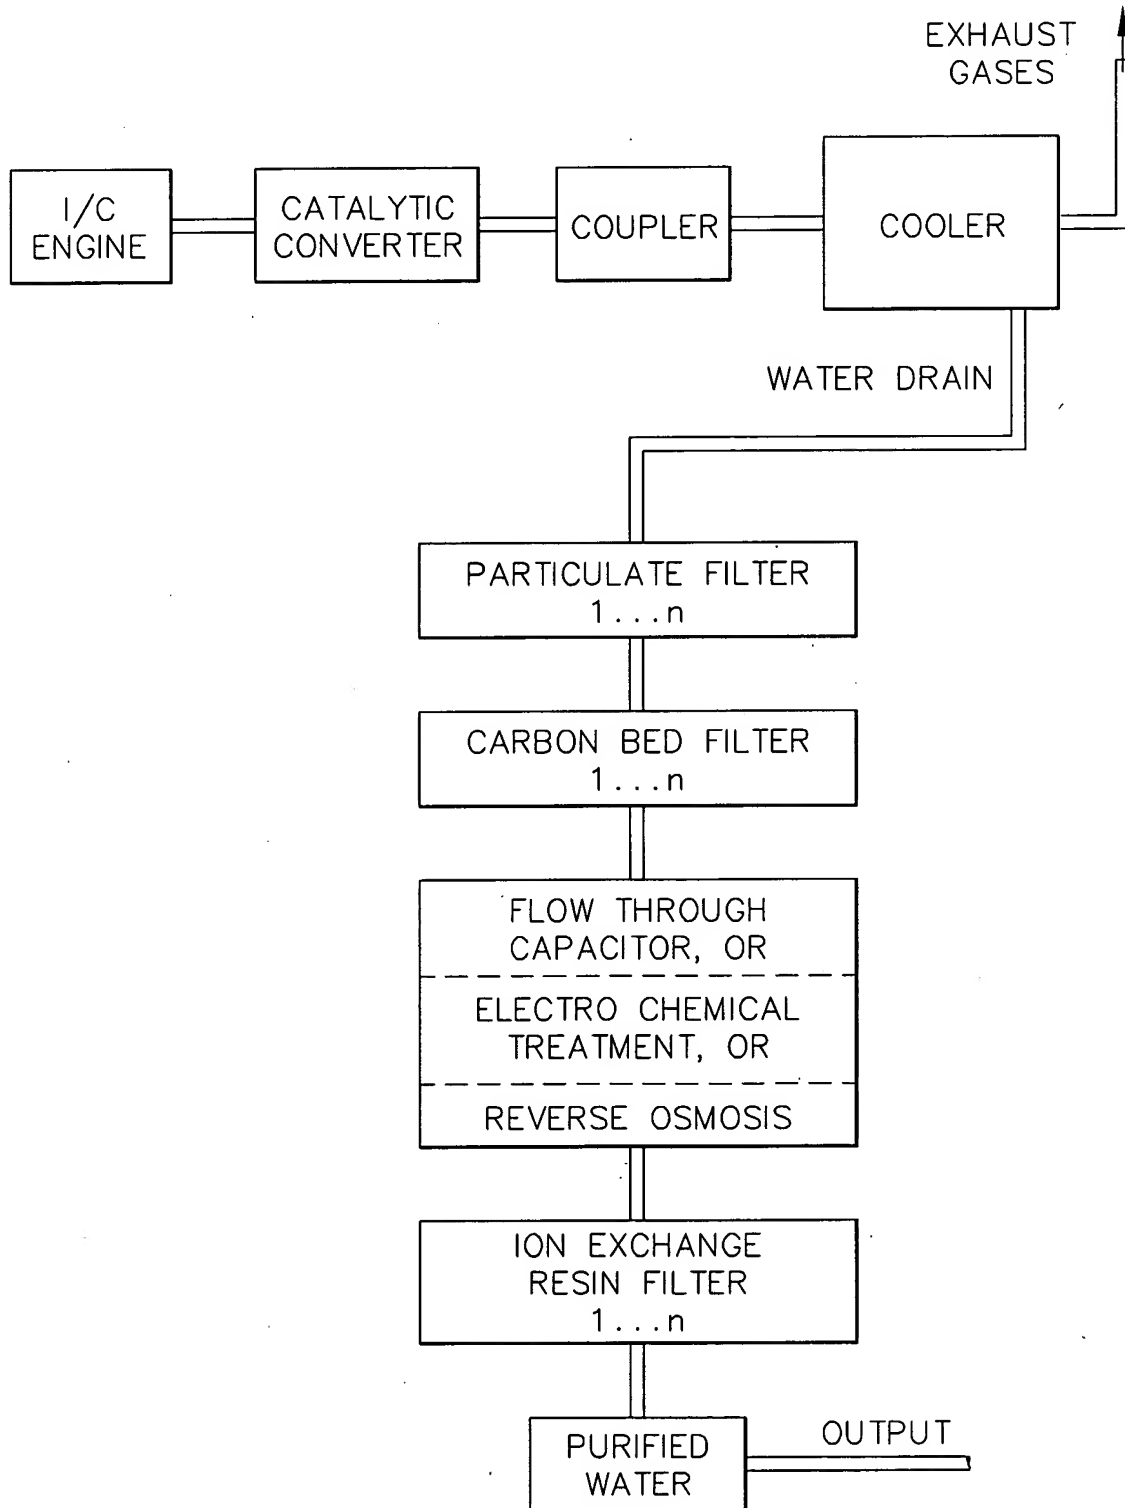 EXHAUST
GASES
I/C
ENGINE
CATALYTIC
CONVERTER
COUPLER
COOLER
WATER DRAIN
PARTICULATE FILTER
1...n
CARBON BED FILTER
1...n
FLOW THROUGH
CAPACITOR, OR
ELECTRO CHEMICAL
TREATMENT, OR
REVERSE OSMOSIS
ION EXCHANGE
RESIN FILTER
1...n
PURIFIED
WATER
OUTPUT